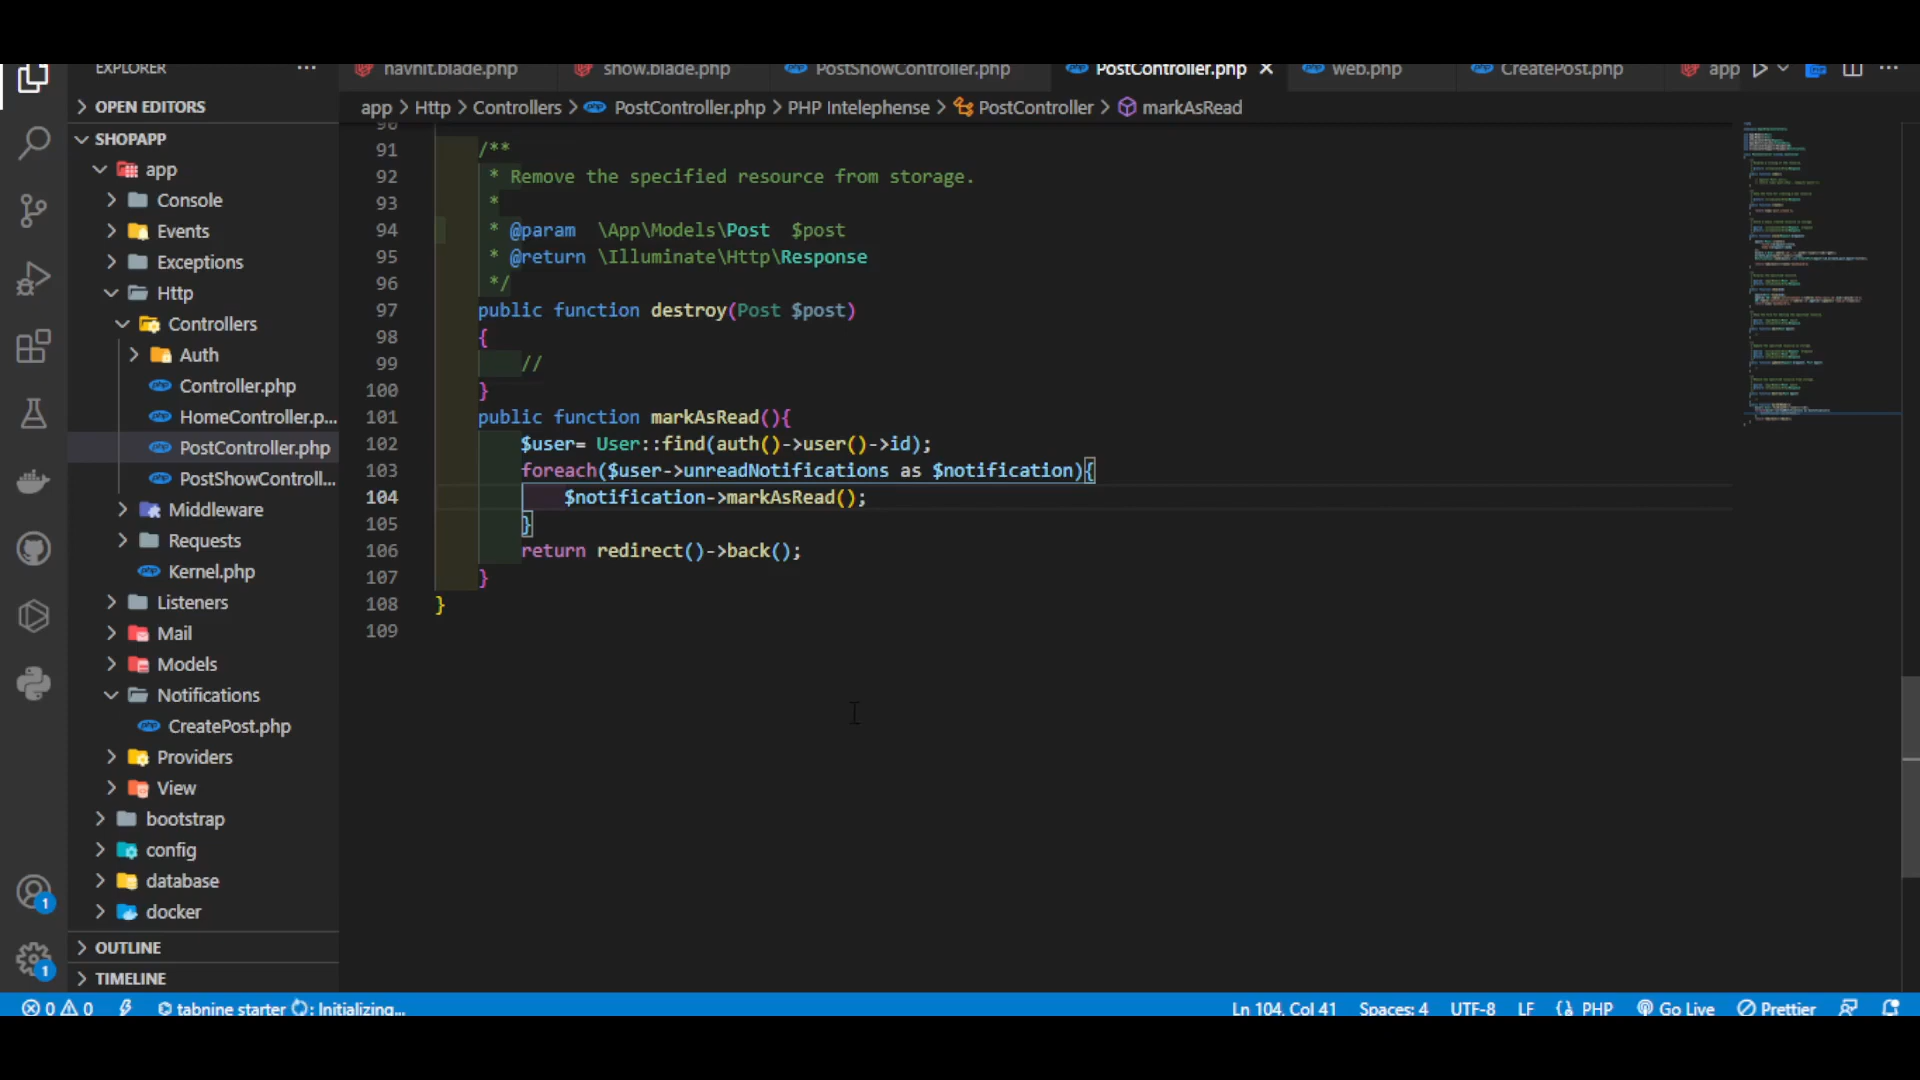 EXPLORER
navnit.blade.php
show.blade.php
PostShowController.php
PostController.php
web.php
CreatePost.php
app
OPEN EDITORS
app > Http > Controllers > PostController.php > PHP Intelephense > PostController > markAsRead
SHOPAPP
app
Console
Events
Exceptions
Http
Controllers
Auth
Controller.php
HomeController.p...
PostController.php
PostShowControll...
Middleware
Requests
Kernel.php
Listeners
Mail
Models
Notifications
CreatePost.php
Providers
View
bootstrap
config
database
docker
OUTLINE
TIMELINE
90
91 /**
92 * Remove the specified resource from storage.
93 *
94 * @param \App\Models\Post $post
95 * @return \Illuminate\Http\Response
96 */
97 public function destroy(Post $post)
98 {
99 //
100 }
101 public function markAsRead(){
102 $user= User::find(auth()->user()->id);
103 foreach($user->unreadNotifications as $notification){
104 $notification->markAsRead();
105 }
106 return redirect()->back();
107 }
108 }
109
1
1
0 0 tabnine starter : Initializing... Ln 104, Col 41 Spaces: 4 UTF-8 LF {} PHP Go Live Prettier